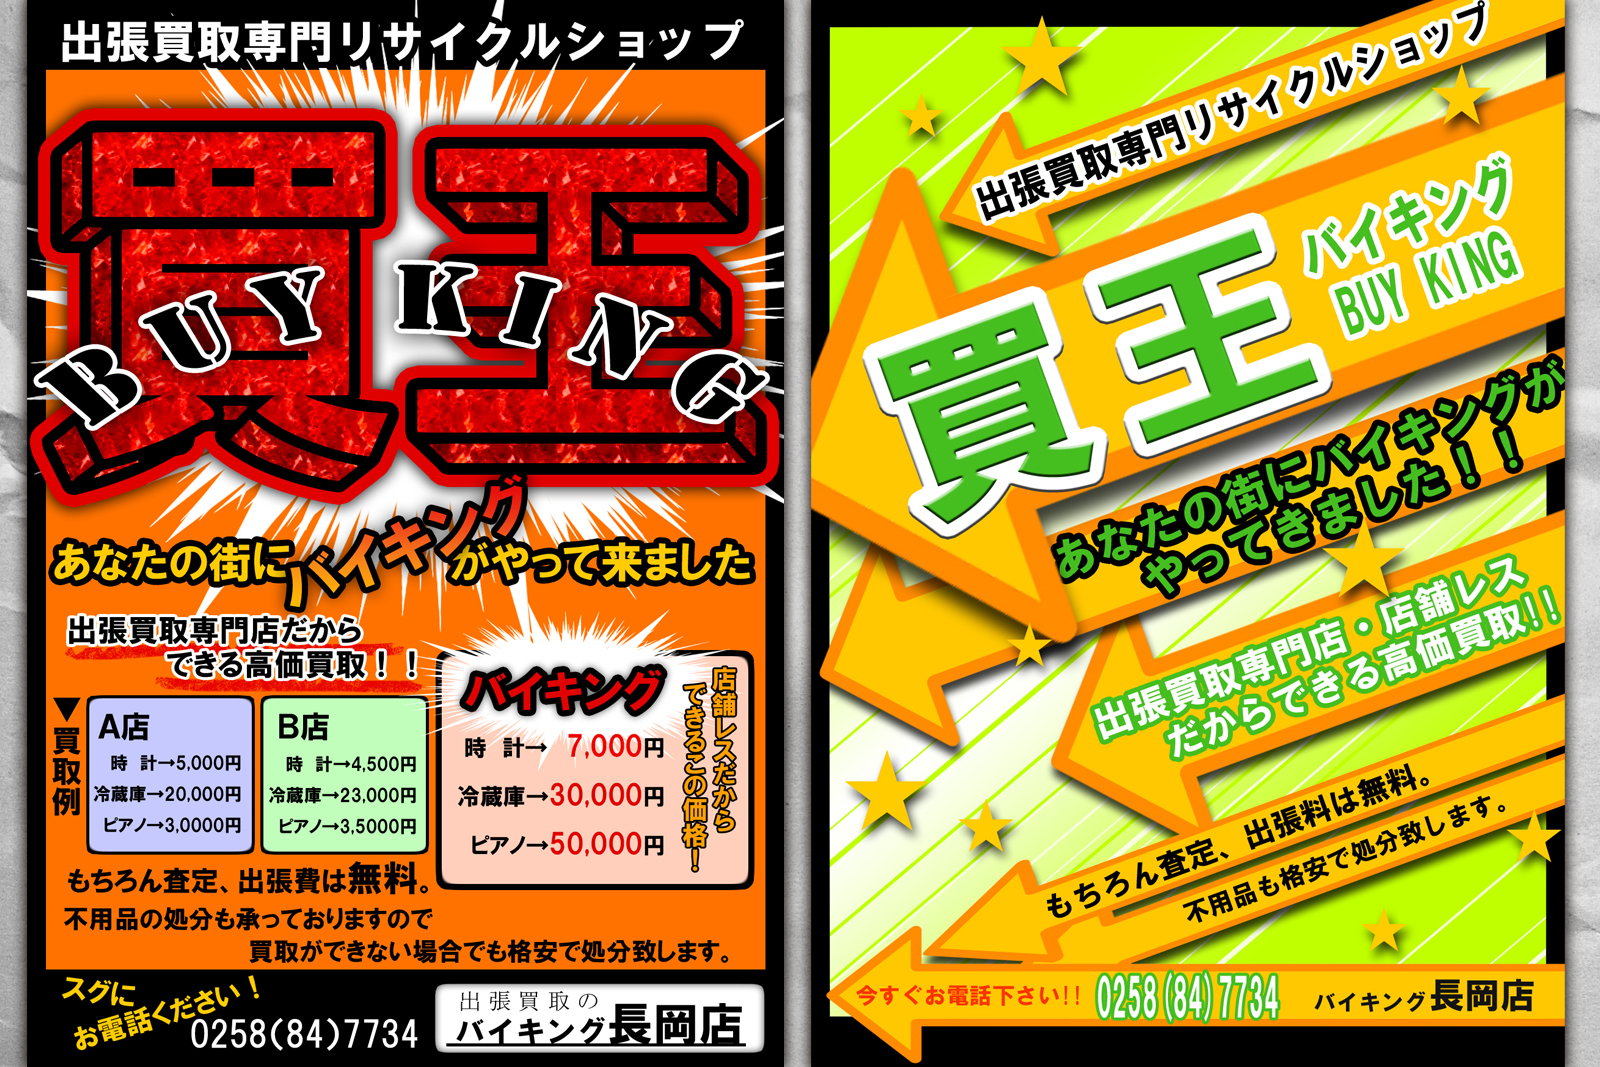 出張買取専門リサイクルショップ
買王
BUY KING
あなたの街にバイキングがやって来ました
出張買取専門店だから
できる高価買取！！
▼買取例
A店
時 計→5,000円
冷蔵庫→20,000円
ピアノ→3,0000円
B店
時 計→4,500円
冷蔵庫→23,000円
ピアノ→3,5000円
バイキング
時 計→ 7,000円
冷蔵庫→30,000円
ピアノ→50,000円
店舗レスだから
できるこの価格！
もちろん査定、出張費は無料。
不用品の処分も承っておりますので
買取ができない場合でも格安で処分致します。
スグに
お電話ください！
0258(84)7734
出張買取の
バイキング長岡店
出張買取専門リサイクルショップ
買王
バイキング
BUY KING
あなたの街にバイキングが
やってきました！！
出張買取専門店・店舗レス
だからできる高価買取!!
もちろん査定、出張料は無料。
不用品も格安で処分致します。
今すぐお電話下さい!!
0258(84)7734
バイキング長岡店